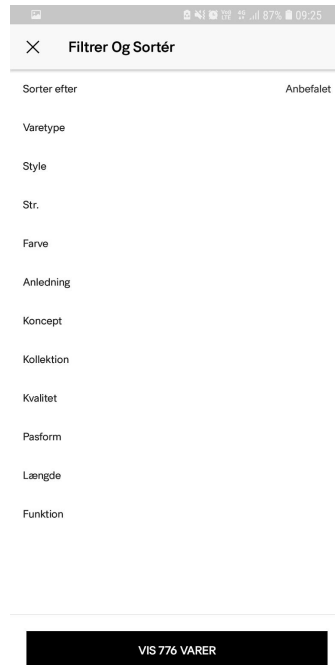 87% 09:25
Filtrer Og Sortér
Sorter efter Anbefalet
Varetype
Style
Str.
Farve
Anledning
Koncept
Kollektion
Kvalitet
Pasform
Længde
Funktion
VIS 776 VARER